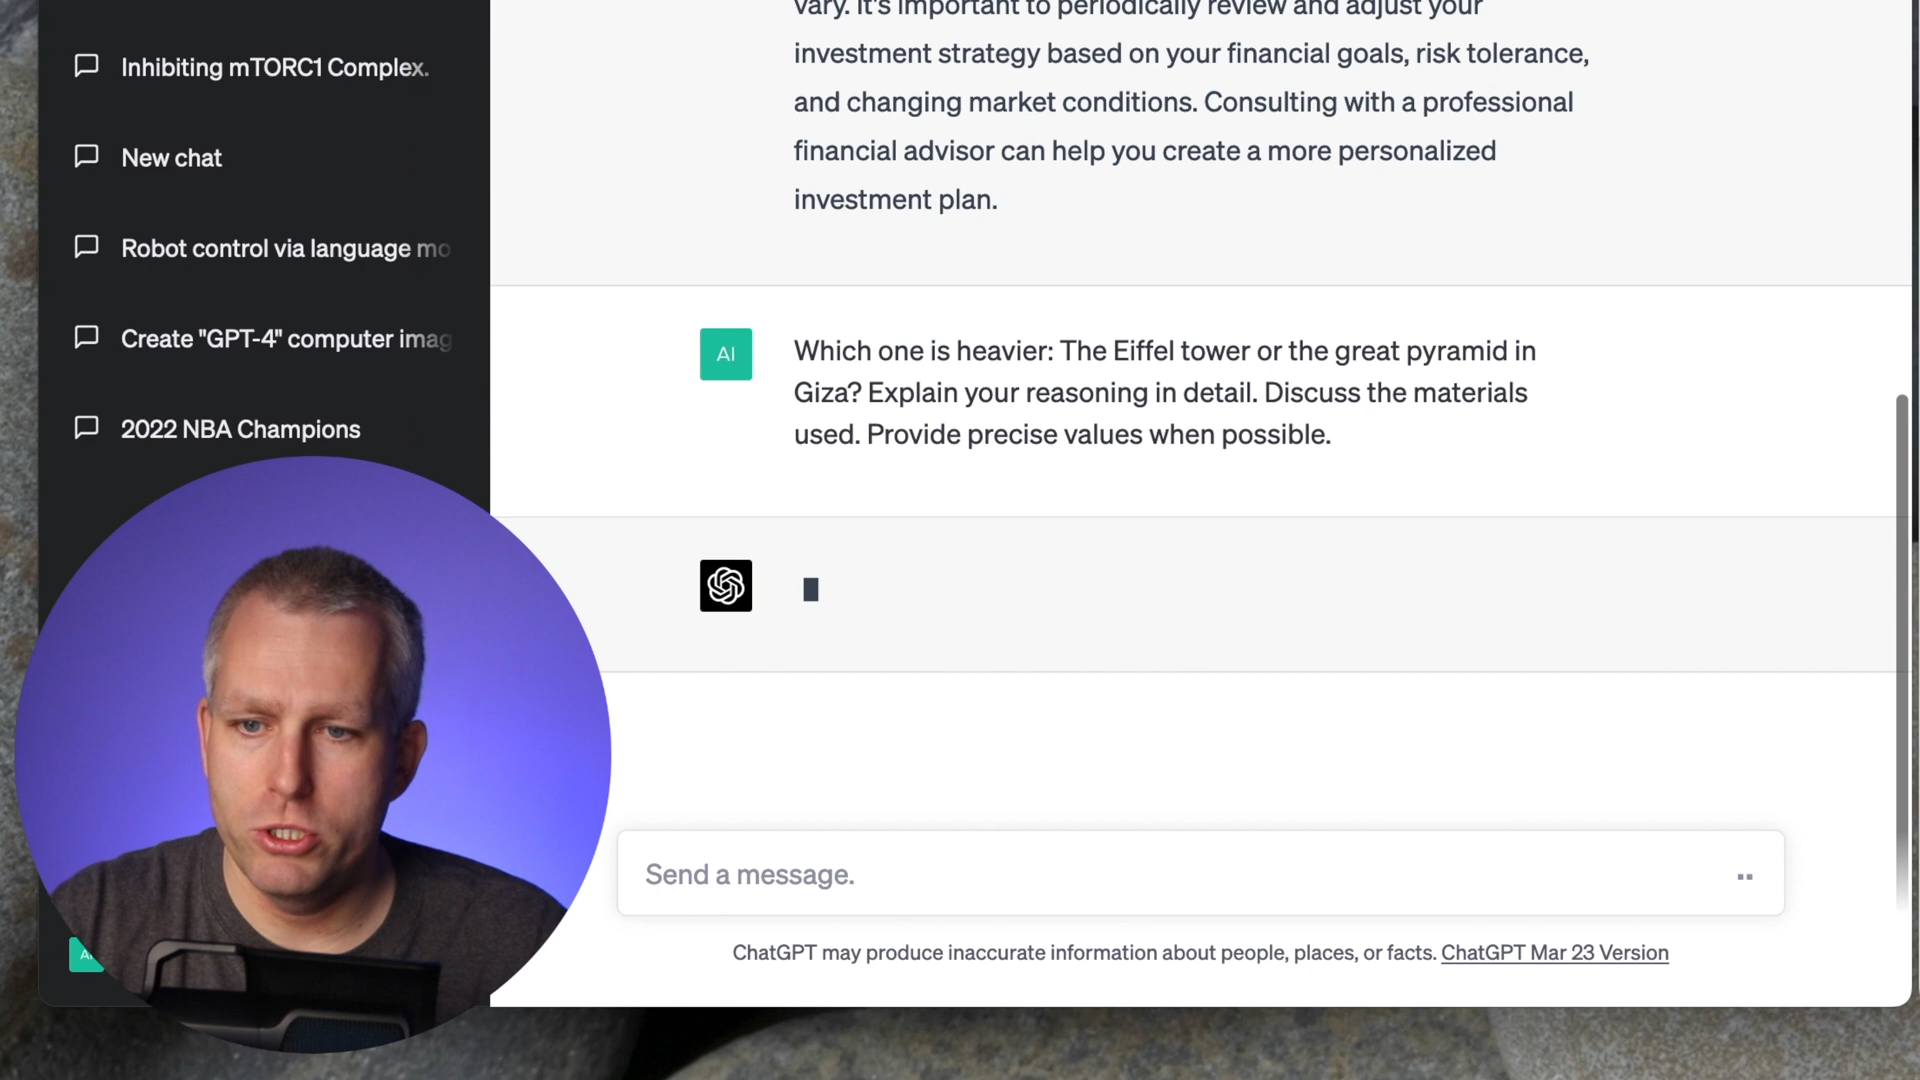 Inhibiting mTORC1 Complex.
New chat
Robot control via language mo
Create "GPT-4" computer imag
2022 NBA Champions
AI
vary. It's important to periodically review and adjust your
investment strategy based on your financial goals, risk tolerance,
and changing market conditions. Consulting with a professional
financial advisor can help you create a more personalized
investment plan.
AI
Which one is heavier: The Eiffel tower or the great pyramid in
Giza? Explain your reasoning in detail. Discuss the materials
used. Provide precise values when possible.
Send a message.
ChatGPT may produce inaccurate information about people, places, or facts. ChatGPT Mar 23 Version